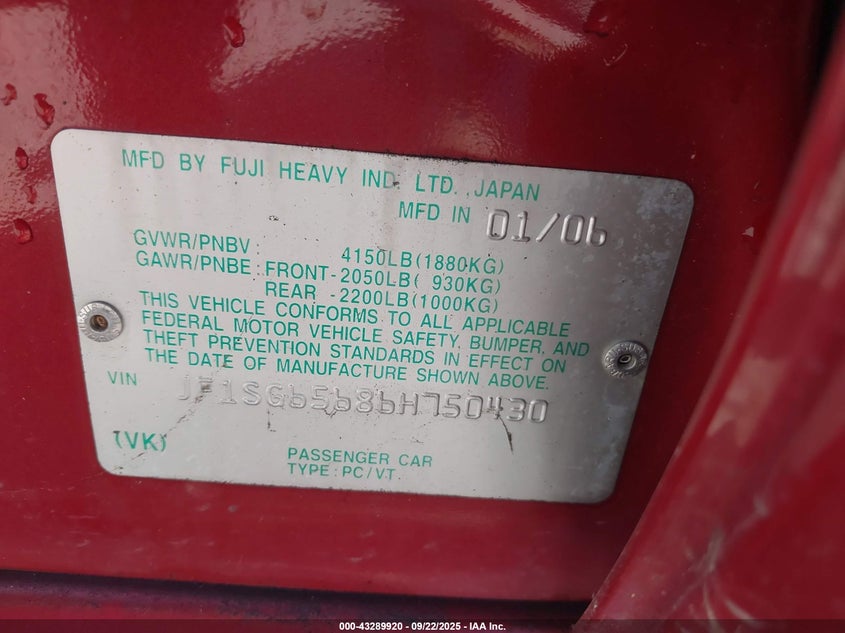 MFD BY FUJI HEAVY IND. LTD., JAPAN
MFD IN 01/06
GVWR/PNBV : 4150LB(1880KG)
GAWR/PNBE : FRONT-2050LB( 930KG)
REAR -2200LB(1000KG)
THIS VEHICLE CONFORMS TO ALL APPLICABLE
FEDERAL MOTOR VEHICLE SAFETY, BUMPER, AND
THEFT PREVENTION STANDARDS IN EFFECT ON
THE DATE OF MANUFACTURE SHOWN ABOVE.
VIN JF1SG65686H750430
(VK)
PASSENGER CAR
TYPE : PC/VT
000-43289920 - 09/22/2025 - IAA Inc.